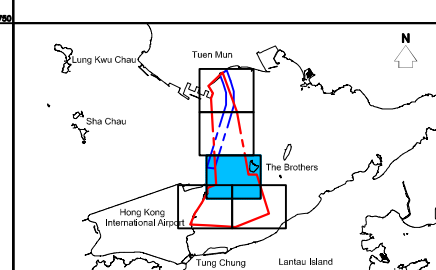 750
N
Tuen Mun
Lung Kwu Chau
Sha Chau
The Brothers
Hong Kong
International Airport
Tung Chung
Lantau Island